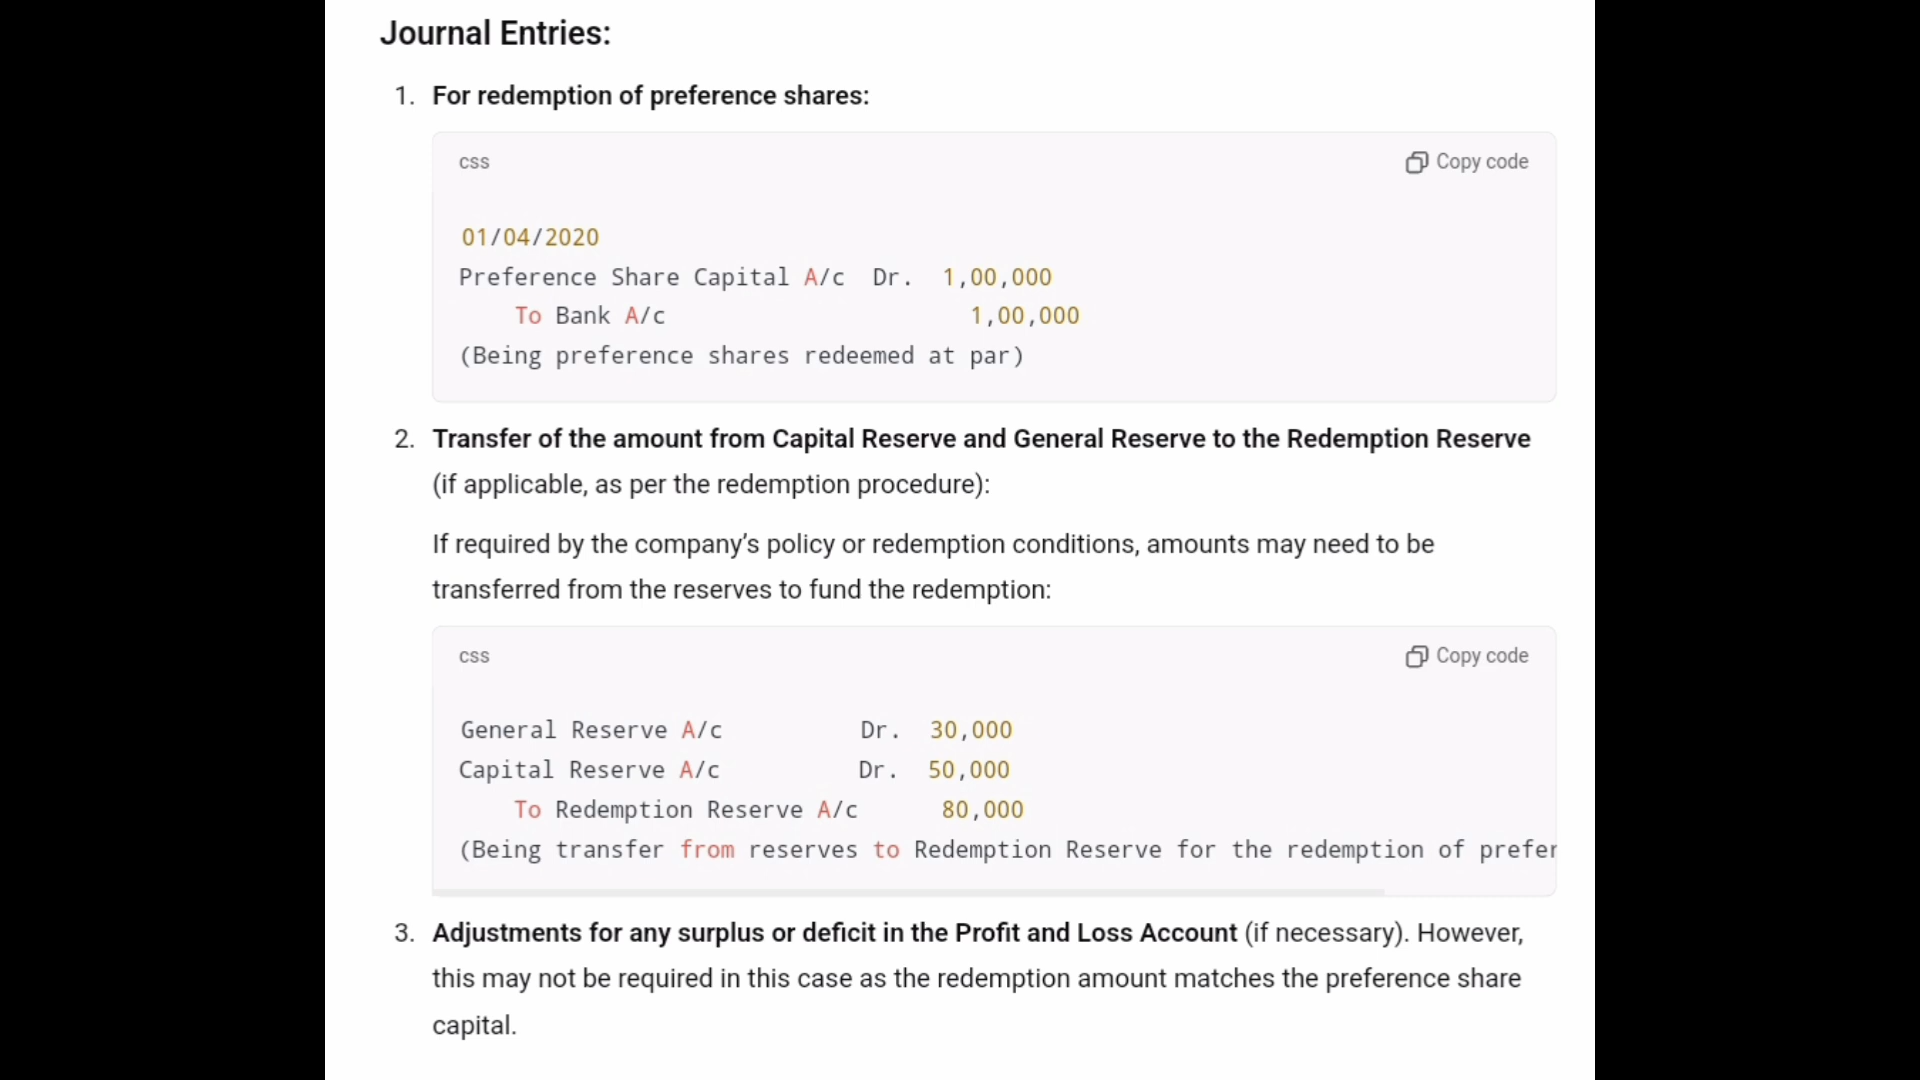 Journal Entries:
1. For redemption of preference shares:
css Copy code
01/04/2020
Preference Share Capital A/c Dr. 1,00,000
To Bank A/c 1,00,000
(Being preference shares redeemed at par)
2. Transfer of the amount from Capital Reserve and General Reserve to the Redemption Reserve
(if applicable, as per the redemption procedure):
If required by the company’s policy or redemption conditions, amounts may need to be
transferred from the reserves to fund the redemption:
css Copy code
General Reserve A/c Dr. 30,000
Capital Reserve A/c Dr. 50,000
To Redemption Reserve A/c 80,000
(Being transfer from reserves to Redemption Reserve for the redemption of prefer
3. Adjustments for any surplus or deficit in the Profit and Loss Account (if necessary). However,
this may not be required in this case as the redemption amount matches the preference share
capital.